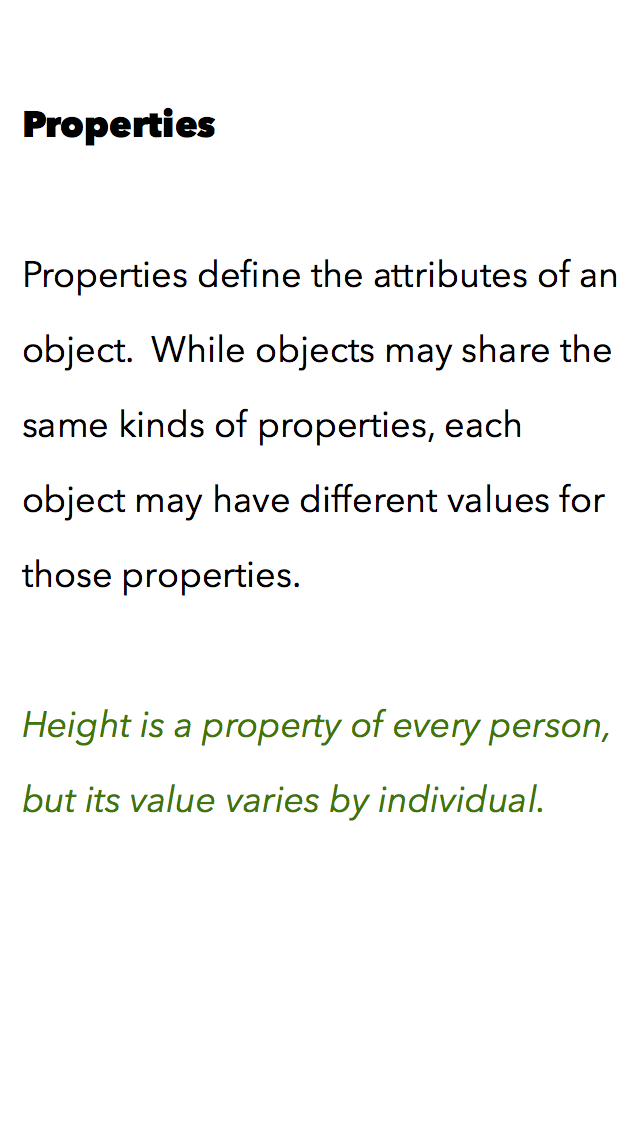 Properties
Properties define the attributes of an
object.  While objects may share the
same kinds of properties, each
object may have different values for
those properties.
Height is a property of every person,
but its value varies by individual.